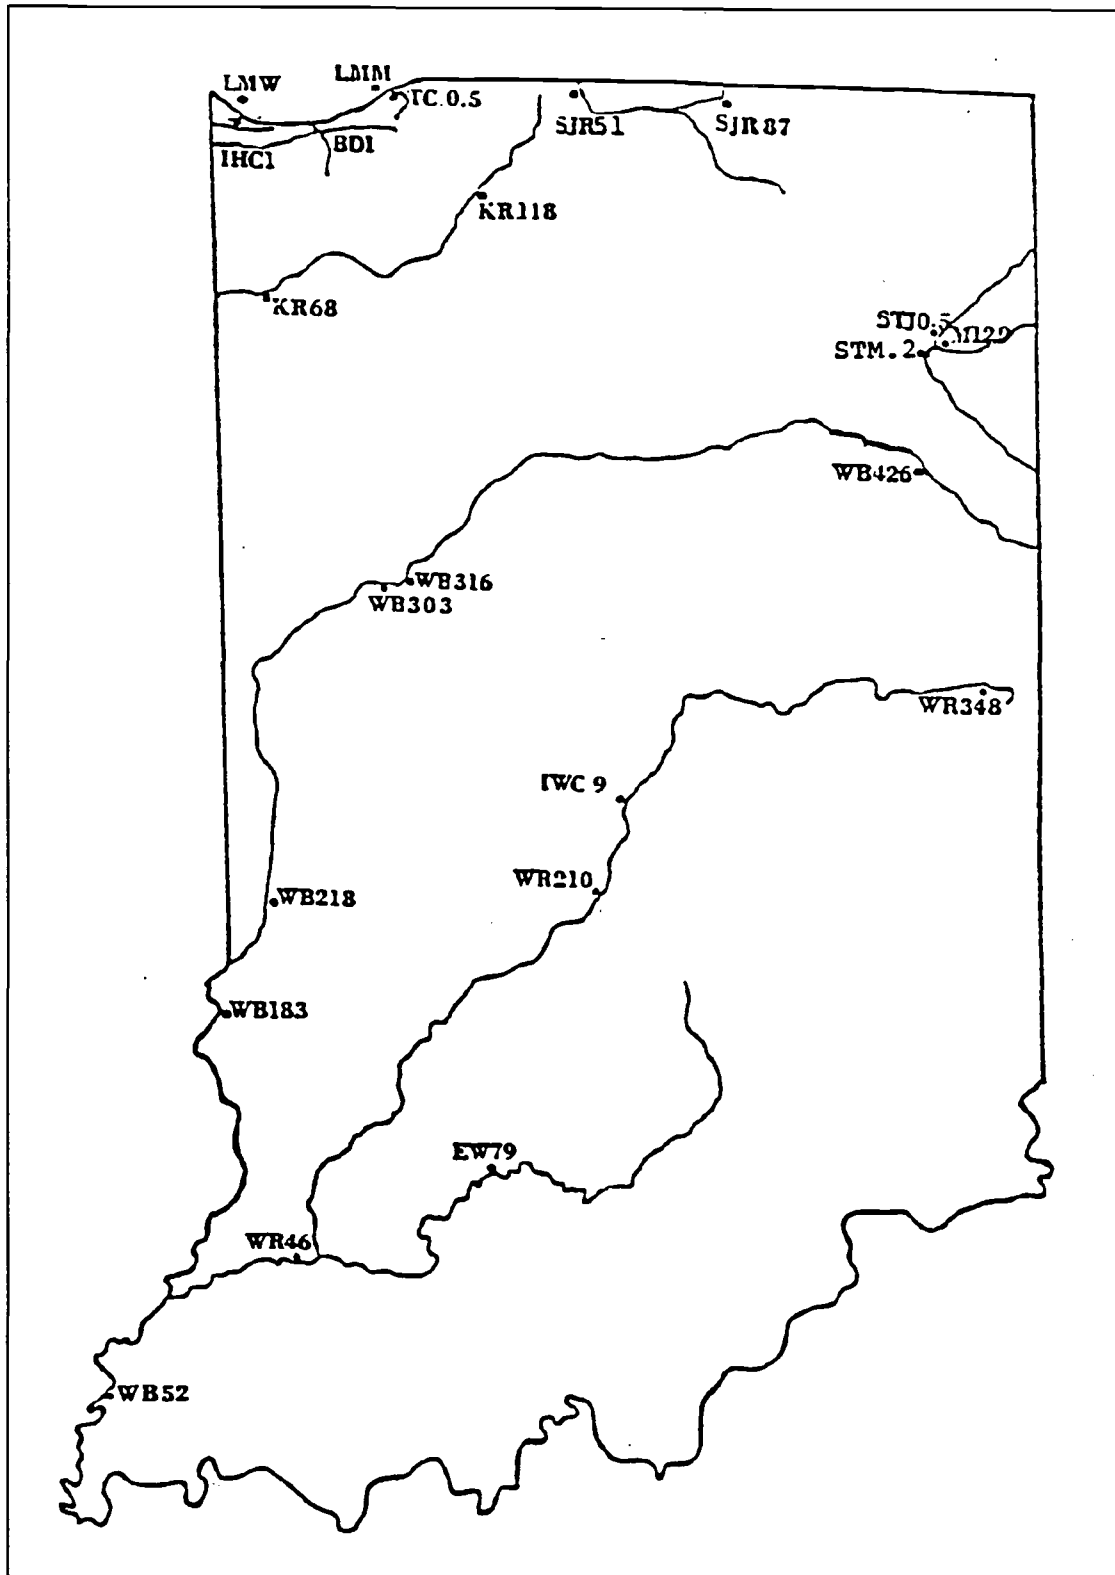 LMW
LMM
TC.0.5
SJR51
SJR87
IHC1
BD1
KR118
KR68
STJ0.5
STM.2
WB426
WB316
WB303
WR348
IWC 9
WR210
WB218
WB183
EW79
WR46
WB52